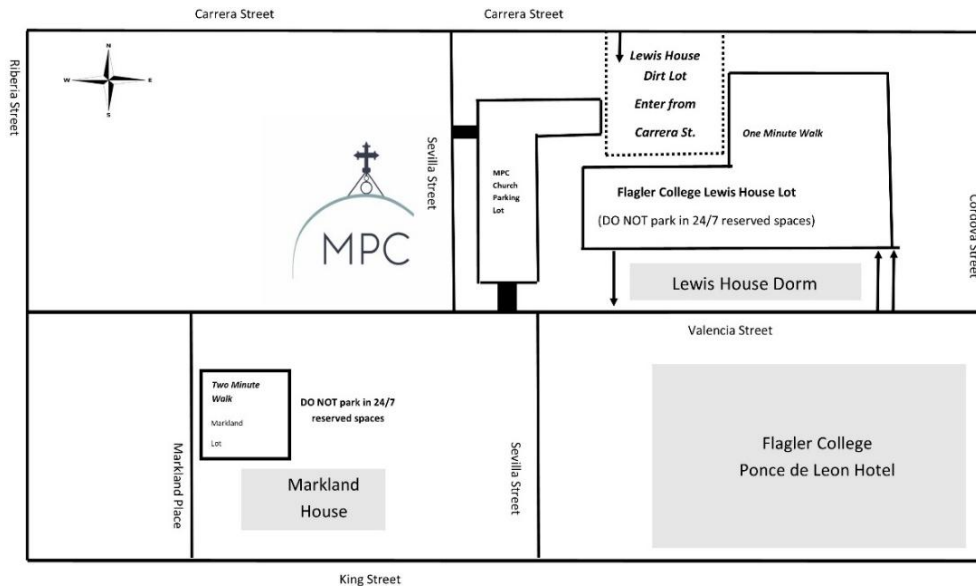 Carrera Street
Carrera Street
Riberia Street
N
W
E
S
Lewis House
Dirt Lot
Enter from
Carrera St.
One Minute Walk
Sevilla Street
MPC
Church
Parking
Lot
Flagler College Lewis House Lot
(DO NOT park in 24/7 reserved spaces)
Cordova Street
MPC
Lewis House Dorm
Valencia Street
Two Minute
Walk
Markland
Lot
DO NOT park in 24/7
reserved spaces
Markland Place
Markland
House
Sevilla Street
Flagler College
Ponce de Leon Hotel
King Street